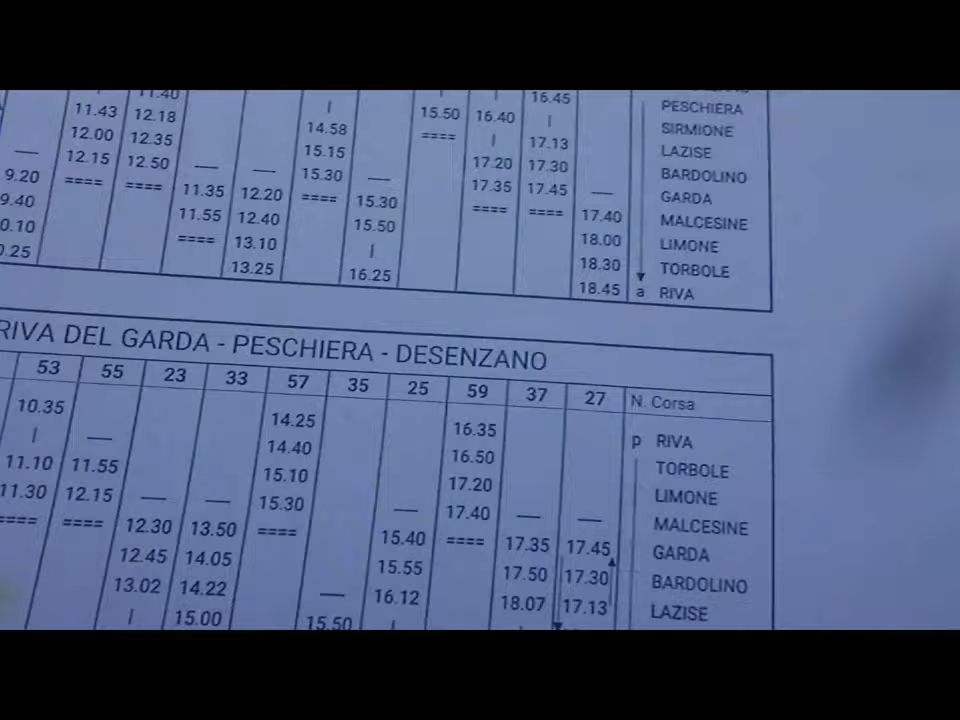 11.40 | | 16.45
11.43 12.18 | 15.50 16.40 | PESCHIERA
12.00 12.35 14.58 ==== | 17.13 SIRMIONE
— 12.15 12.50 — — 15.15 17.20 17.30 LAZISE
9.20 ==== ==== 11.35 12.20 15.30 — 17.35 17.45 — BARDOLINO
9.40 11.55 12.40 ==== 15.30 ==== ==== 17.40 GARDA
0.10 ==== 13.10 15.50 18.00 MALCESINE
0.25 13.25 | 18.30 LIMONE
16.25 18.45 TORBOLE
a RIVA
RIVA DEL GARDA - PESCHIERA - DESENZANO
53 55 23 33 57 35 25 59 37 27 N. Corsa
10.35 14.25 16.35 p RIVA
| — 14.40 16.50 TORBOLE
11.10 11.55 15.10 17.20 LIMONE
11.30 12.15 — — 15.30 — 17.40 — — MALCESINE
==== ==== 12.30 13.50 ==== 15.40 ==== 17.35 17.45 GARDA
12.45 14.05 15.55 17.50 17.30 BARDOLINO
13.02 14.22 — 16.12 18.07 17.13 LAZISE
| 15.00 15.50 | |